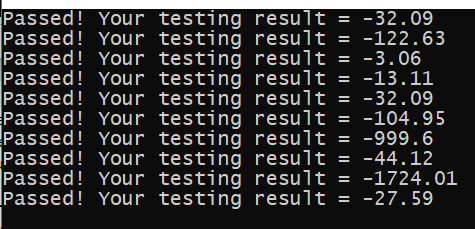 Passed! Your testing result = -32.09
Passed! Your testing result = -122.63
Passed! Your testing result = -3.06
Passed! Your testing result = -13.11
Passed! Your testing result = -32.09
Passed! Your testing result = -104.95
Passed! Your testing result = -999.6
Passed! Your testing result = -44.12
Passed! Your testing result = -1724.01
Passed! Your testing result = -27.59